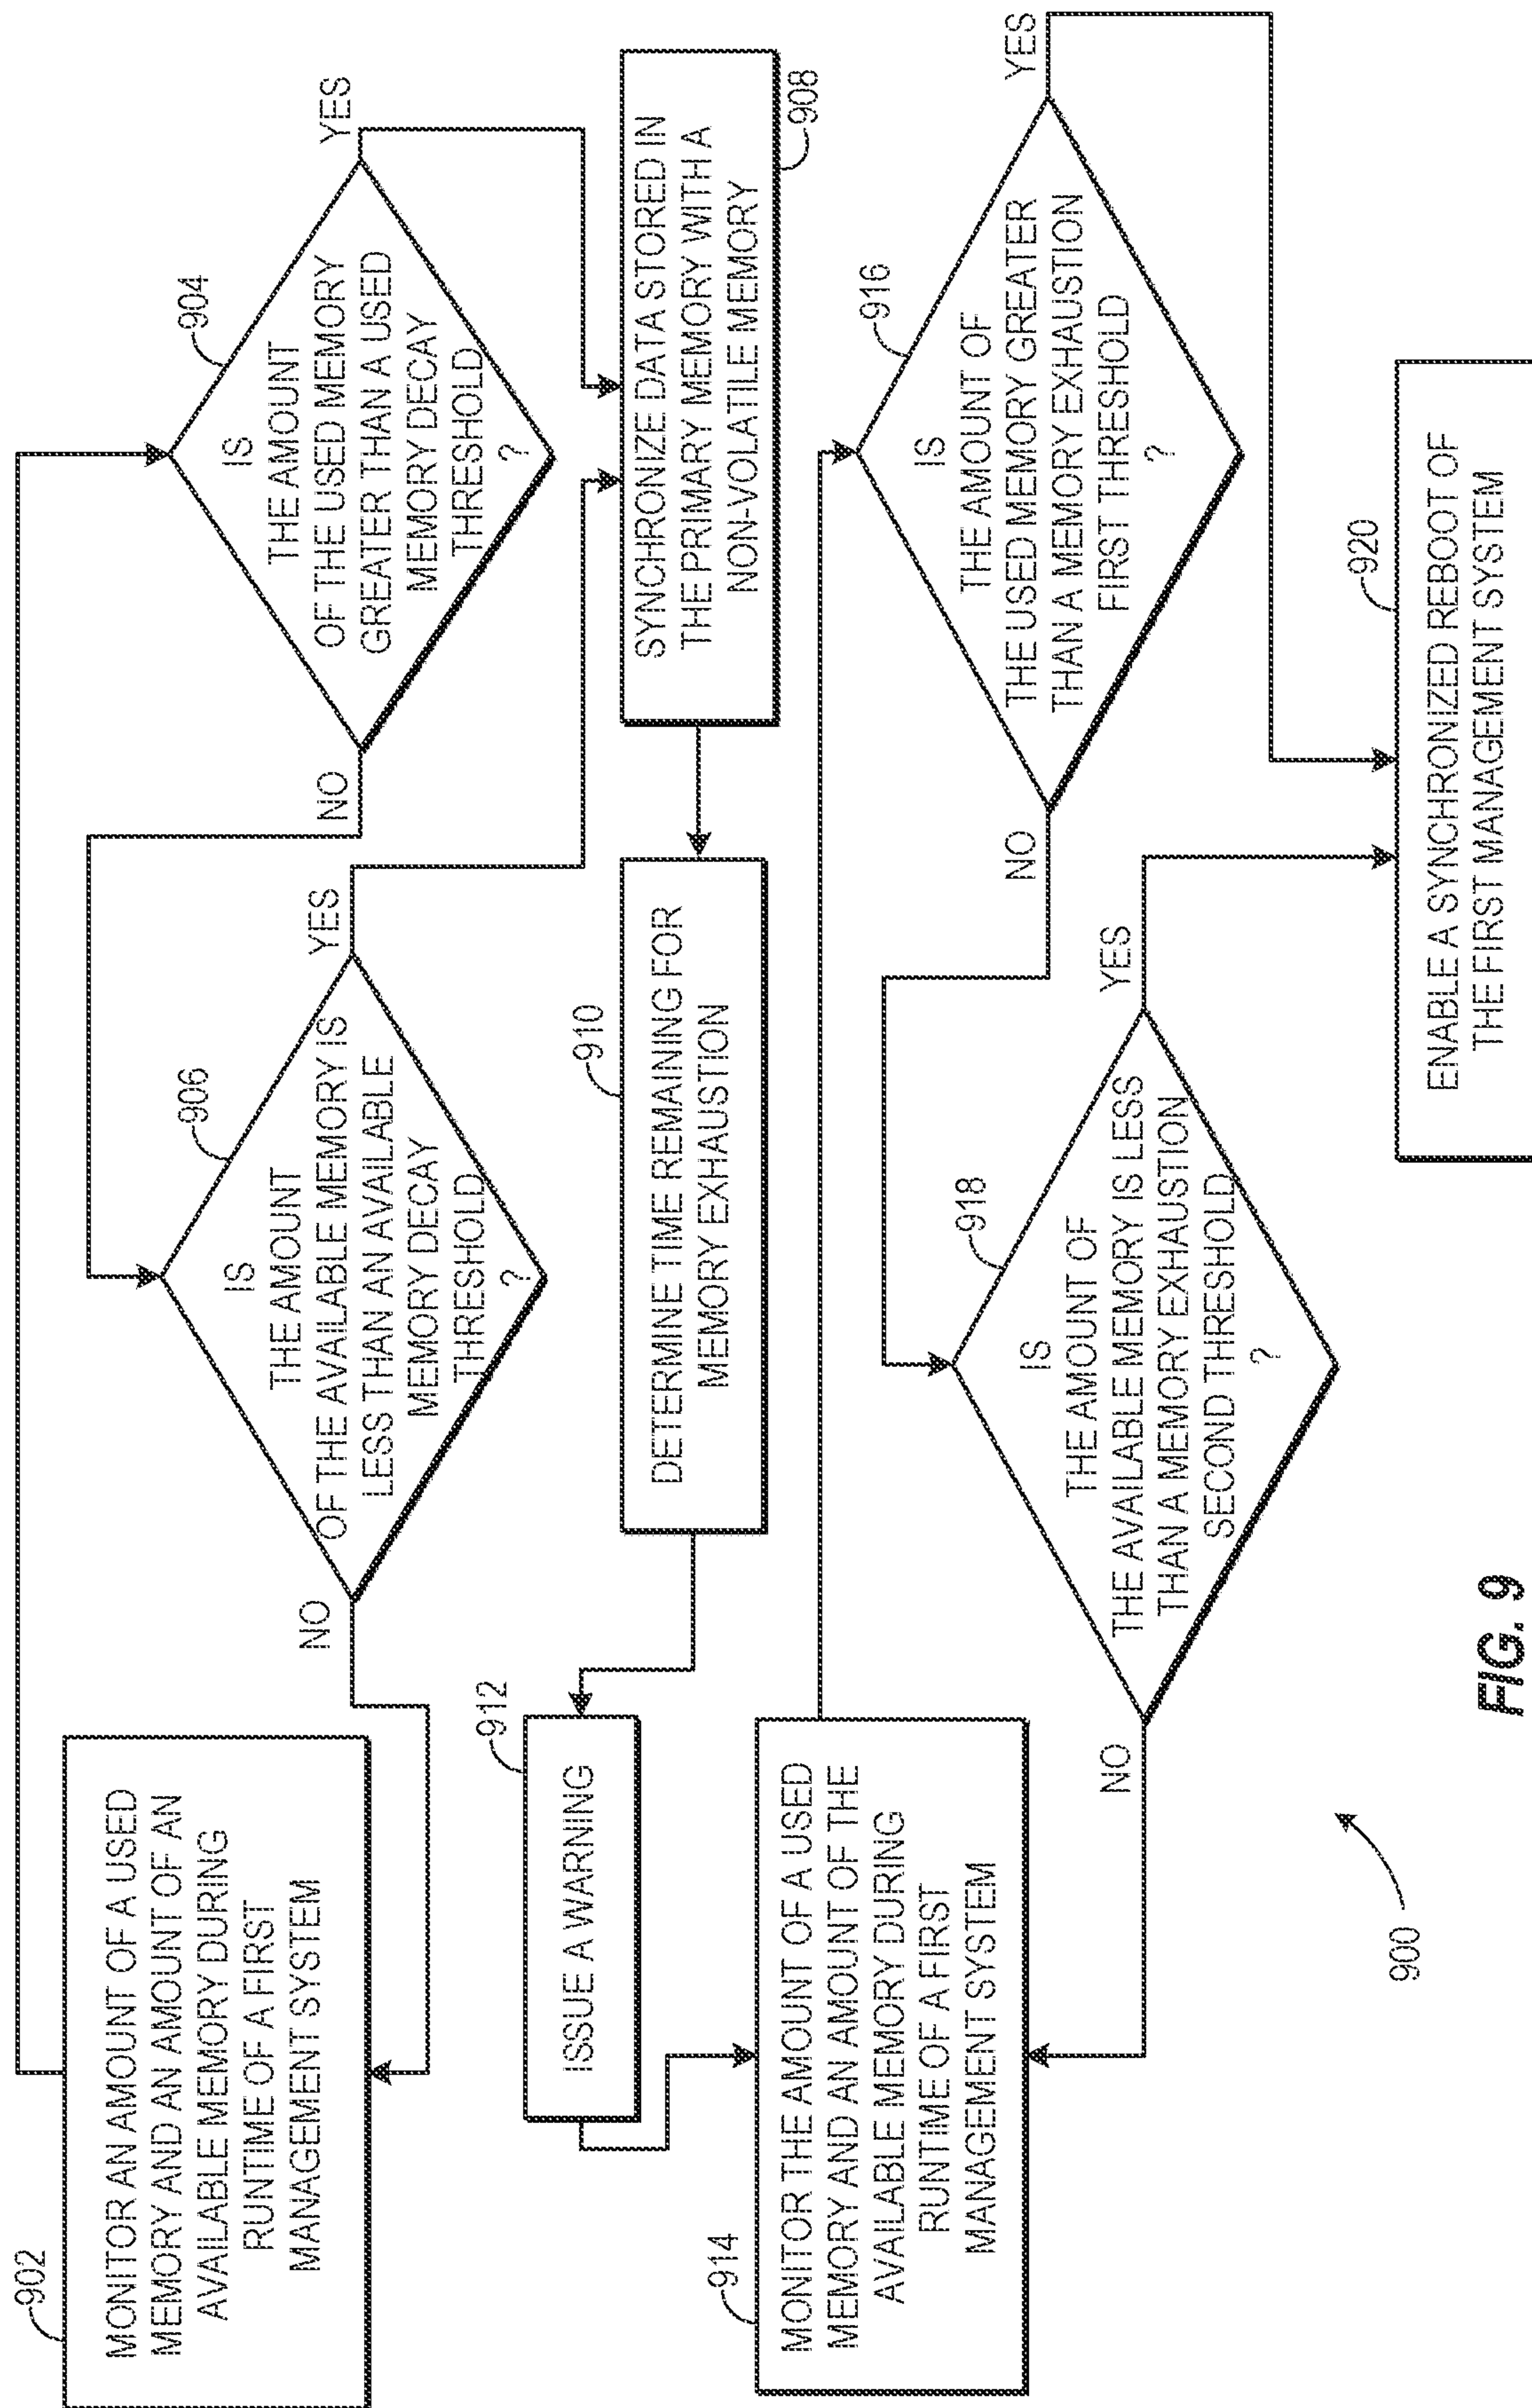 902
MONITOR AN AMOUNT OF A USED
MEMORY AND AN AMOUNT OF AN
AVAILABLE MEMORY DURING
RUNTIME OF A FIRST
MANAGEMENT SYSTEM
904
IS
THE AMOUNT
OF THE USED MEMORY
GREATER THAN A USED
MEMORY DECAY
THRESHOLD
?
NO
YES
906
IS
THE AMOUNT
OF THE AVAILABLE MEMORY IS
LESS THAN AN AVAILABLE
MEMORY DECAY
THRESHOLD
?
NO
YES
908
SYNCHRONIZE DATA STORED IN
THE PRIMARY MEMORY WITH A
NON-VOLATILE MEMORY
910
DETERMINE TIME REMAINING FOR
MEMORY EXHAUSTION
912
ISSUE A WARNING
914
MONITOR THE AMOUNT OF A USED
MEMORY AND AN AMOUNT OF THE
AVAILABLE MEMORY DURING
RUNTIME OF A FIRST
MANAGEMENT SYSTEM
916
IS
THE AMOUNT OF
THE USED MEMORY GREATER
THAN A MEMORY EXHAUSTION
FIRST THRESHOLD
?
NO
YES
918
IS
THE AMOUNT OF
THE AVAILABLE MEMORY IS LESS
THAN A MEMORY EXHAUSTION
SECOND THRESHOLD
?
NO
YES
920
ENABLE A SYNCHRONIZED REBOOT OF
THE FIRST MANAGEMENT SYSTEM
900
FIG. 9